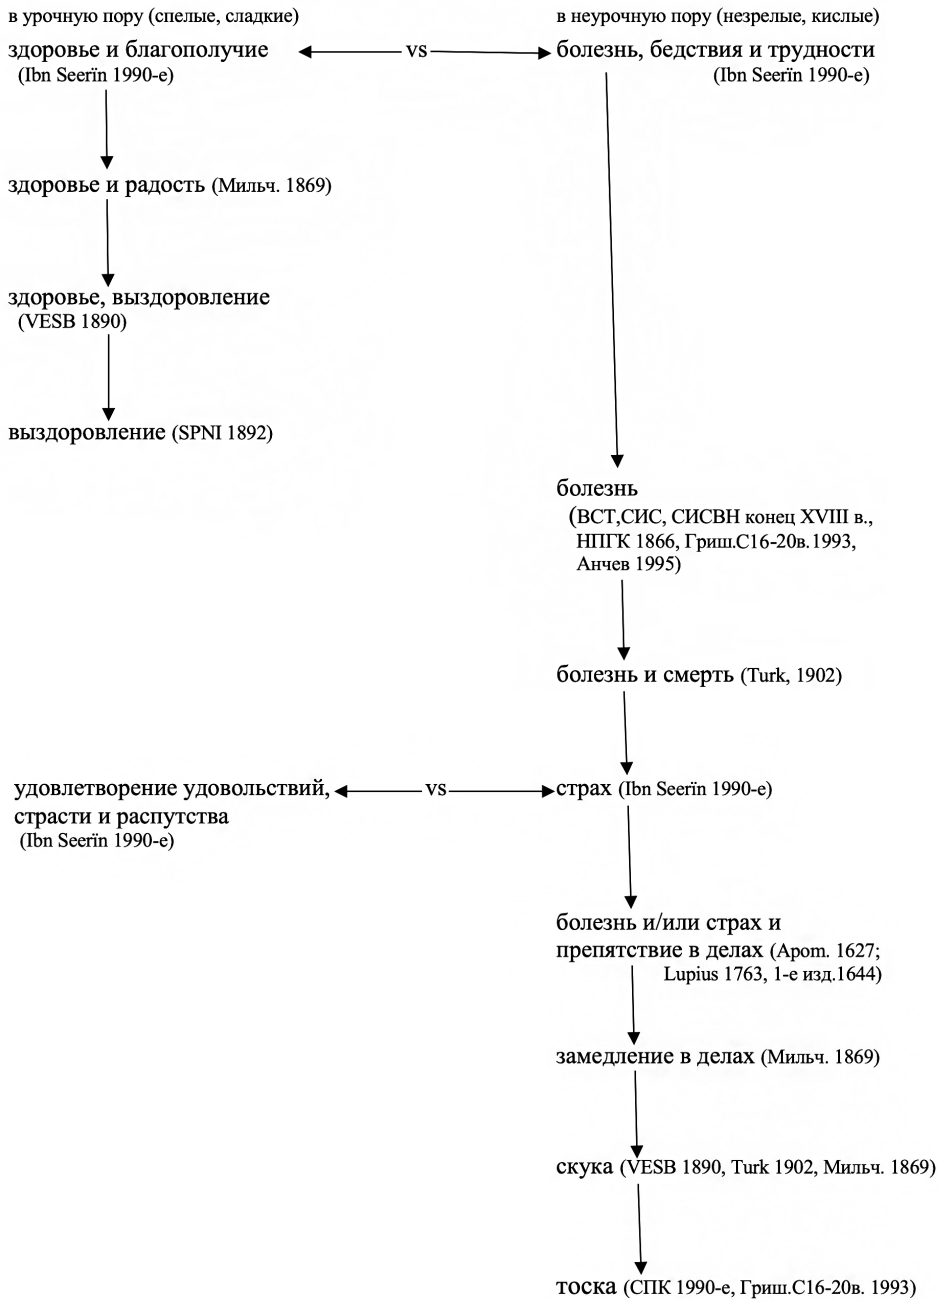 в урочную пору (спелые, сладкие)
в неурочную пору (незрелые, кислые)
здоровье и благополучие
vs
болезнь, бедствия и трудности
(Ibn Seerïn 1990-e)
(Ibn Seerïn 1990-e)
здоровье и радость (Мильч. 1869)
здоровье, выздоровление
(VESB 1890)
выздоровление (SPNI 1892)
болезнь
(ВСТ,СИС, СИСВН конец XVIII в.,
НПГК 1866, Гриш.С16-20в.1993,
Анчев 1995)
болезнь и смерть (Turk, 1902)
удовлетворение удовольствий,
vs
страх (Ibn Seerïn 1990-e)
страсти и распутства
(Ibn Seerïn 1990-e)
болезнь и/или страх и
препятствие в делах (Apom. 1627;
Lupius 1763, 1-е изд.1644)
замедление в делах (Мильч. 1869)
скука (VESB 1890, Turk 1902, Мильч. 1869)
тоска (СПК 1990-е, Гриш.С16-20в. 1993)